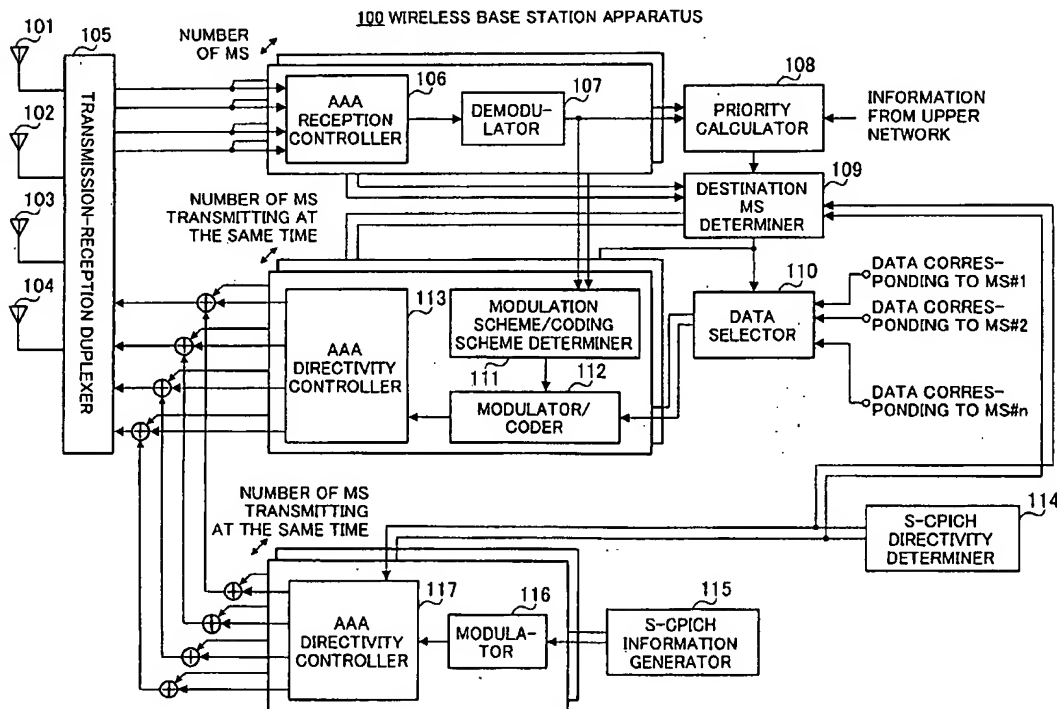 100 WIRELESS BASE STATION APPARATUS
101
102
103
104
105
TRANSMISSION-RECEPTION DUPLEXER
NUMBER
OF MS
106
AAA
RECEPTION
CONTROLLER
107
DEMODU-
LATOR
108
PRIORITY
CALCULATOR
INFORMATION
FROM UPPER
NETWORK
109
DESTINATION
MS
DETERMINER
NUMBER OF MS
TRANSMITTING AT
THE SAME TIME
113
AAA
DIRECTIVITY
CONTROLLER
MODULATION
SCHEME/CODING
SCHEME DETERMINER
111
112
MODULATOR/
CODER
110
DATA
SELECTOR
DATA CORRES-
PONDING TO MS#1
DATA CORRES-
PONDING TO MS#2
DATA CORRES-
PONDING TO MS#n
NUMBER OF MS
TRANSMITTING
AT THE SAME TIME
114
S-CPICH
DIRECTIVITY
DETERMINER
117
AAA
DIRECTIVITY
CONTROLLER
116
MODULA-
TOR
115
S-CPICH
INFORMATION
GENERATOR